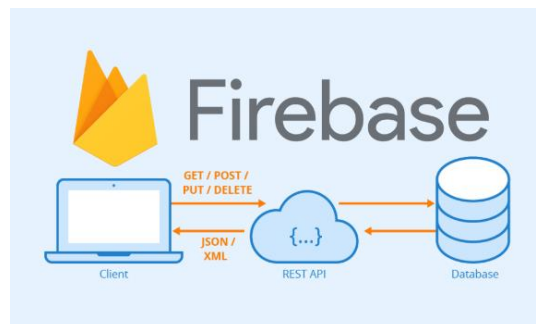 Firebase
GET / POST /
PUT / DELETE
{...}
JSON /
XML
Client
REST API
Database